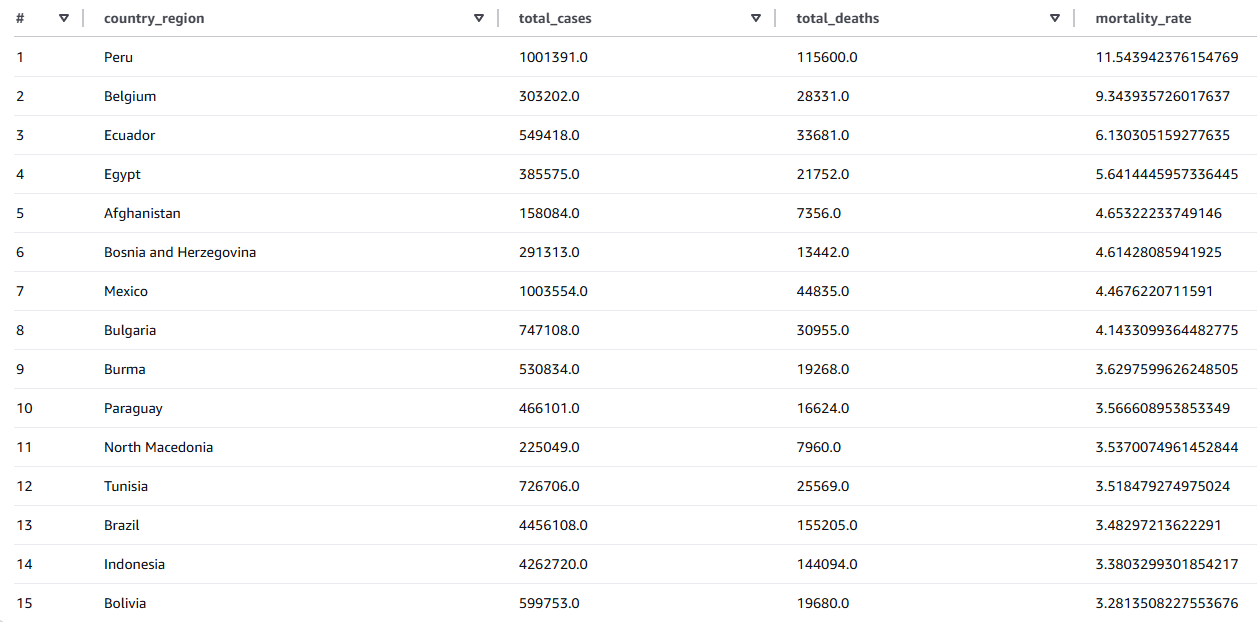 # country_region total_cases total_deaths mortality_rate
1 Peru 1001391.0 115600.0 11.543942376154769
2 Belgium 303202.0 28331.0 9.343935726017637
3 Ecuador 549418.0 33681.0 6.130305159277635
4 Egypt 385575.0 21752.0 5.6414445957336445
5 Afghanistan 158084.0 7356.0 4.65322233749146
6 Bosnia and Herzegovina 291313.0 13442.0 4.61428085941925
7 Mexico 1003554.0 44835.0 4.4676220711591
8 Bulgaria 747108.0 30955.0 4.1433099364482775
9 Burma 530834.0 19268.0 3.6297599626248505
10 Paraguay 466101.0 16624.0 3.566608953853349
11 North Macedonia 225049.0 7960.0 3.5370074961452844
12 Tunisia 726706.0 25569.0 3.518479274975024
13 Brazil 4456108.0 155205.0 3.48297213622291
14 Indonesia 4262720.0 144094.0 3.3803299301854217
15 Bolivia 599753.0 19680.0 3.2813508227553676